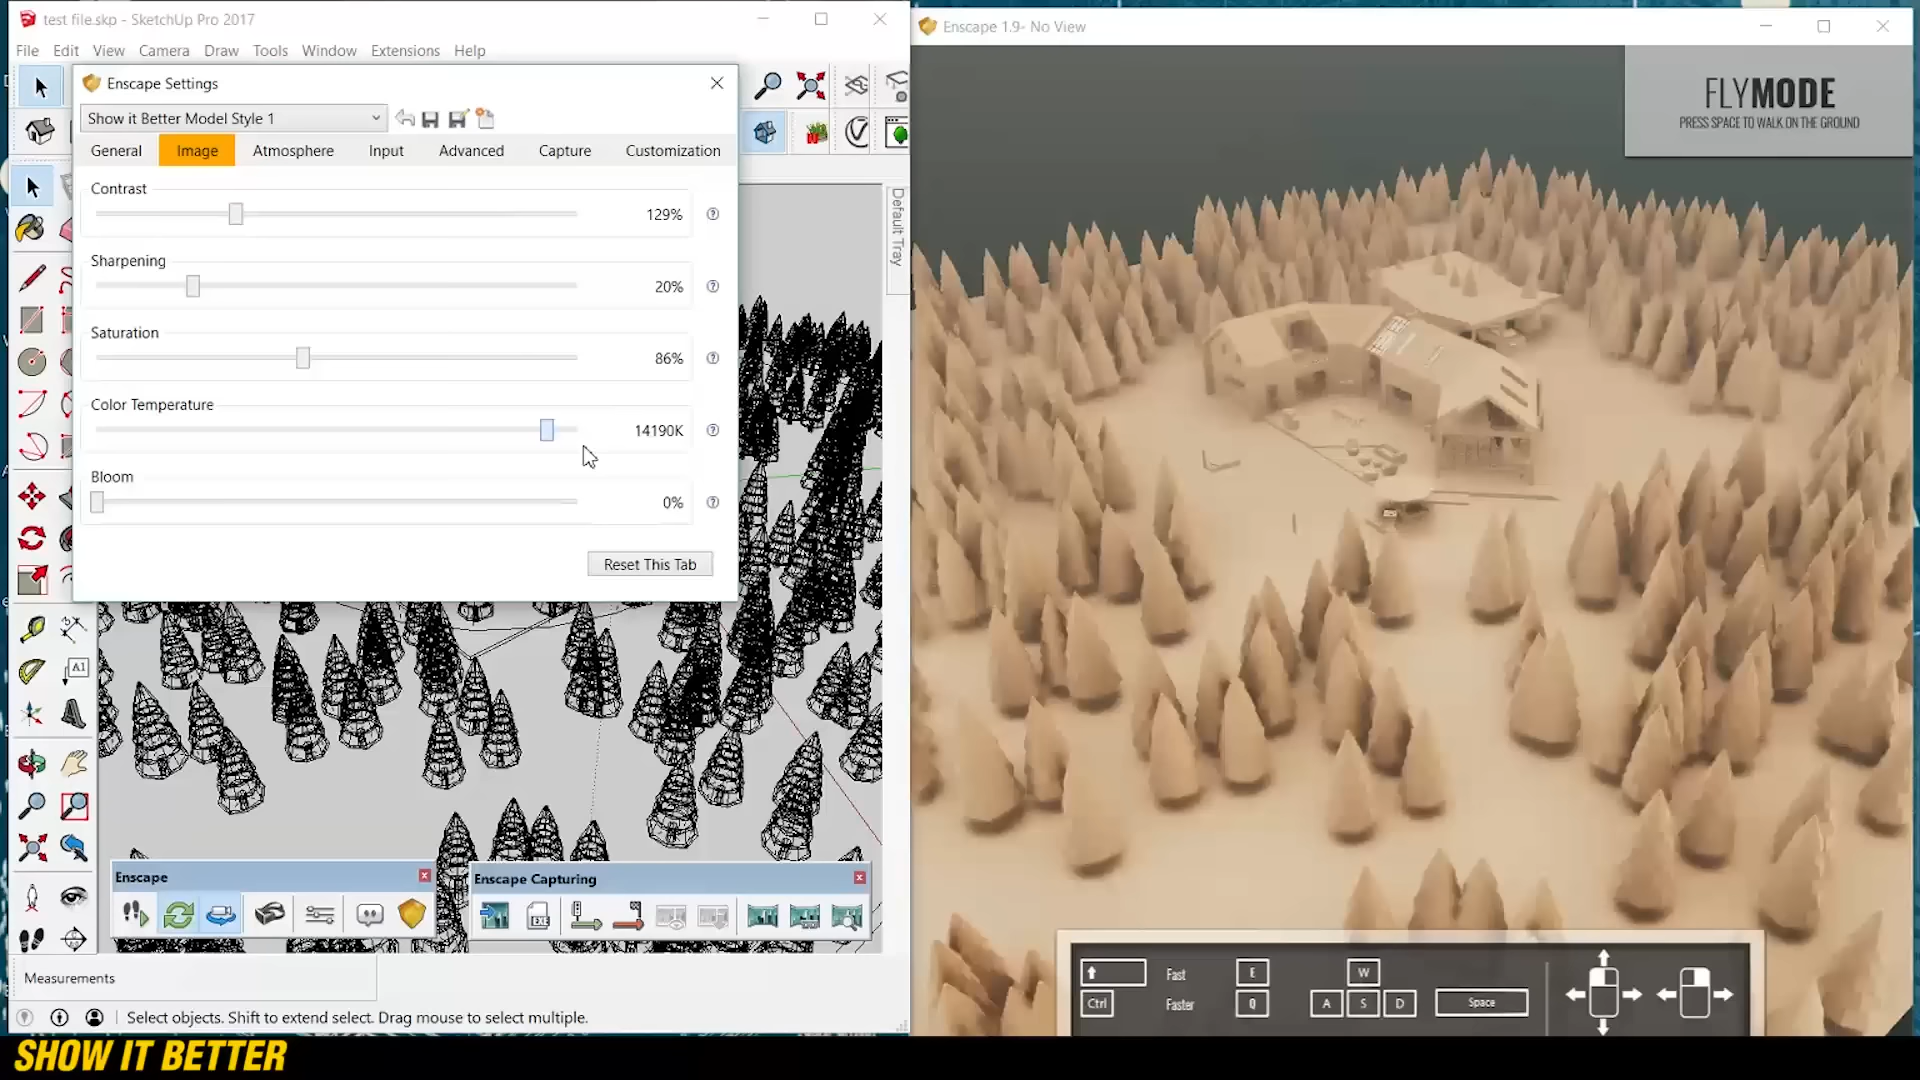 test file.skp - SketchUp Pro 2017
File Edit View Camera Draw Tools Window Extensions Help
Enscape Settings
Show it Better Model Style 1
General Image Atmosphere Input Advanced Capture Customization
Contrast
129%
Sharpening
20%
Saturation
86%
Color Temperature
14190K
Bloom
0%
Reset This Tab
Default Tray
A1
Enscape
Enscape Capturing
Measurements
Select objects. Shift to extend select. Drag mouse to select multiple.
Enscape 1.9- No View
FLYMODE
PRESS SPACE TO WALK ON THE GROUND
Fast E W
Ctrl Faster Q A S D Space
SHOW IT BETTER